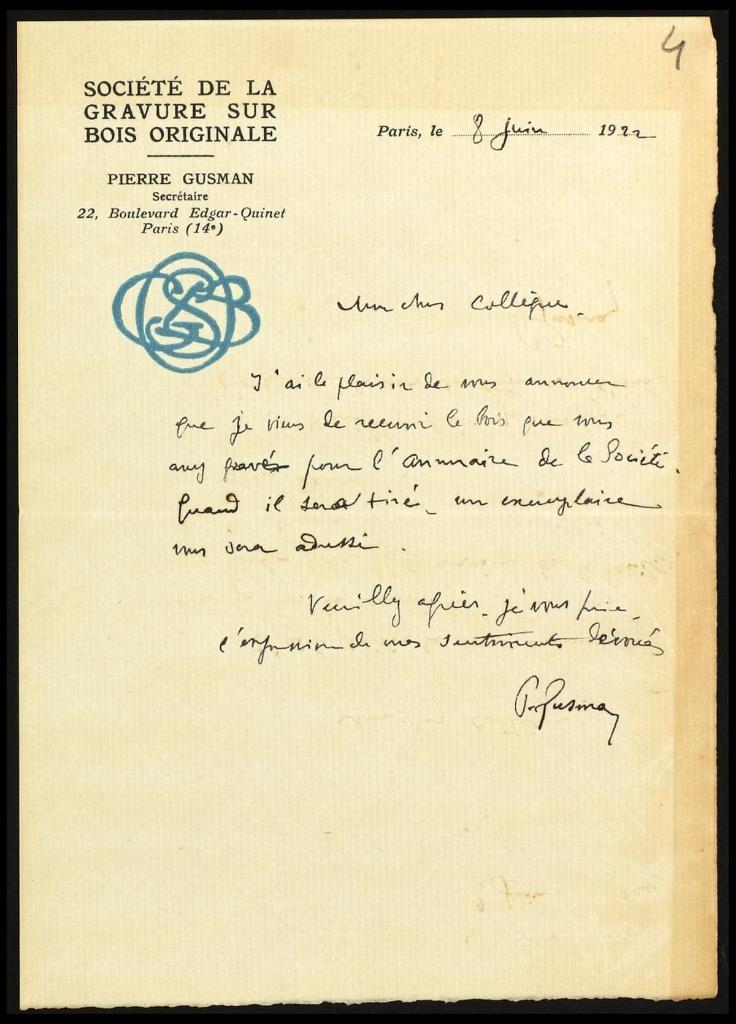 4
SOCIÉTÉ DE LA
GRAVURE SUR
BOIS ORIGINALE
Paris, le 8 juin 1922
PIERRE GUSMAN
Secrétaire
22, Boulevard Edgar-Quinet
Paris (14e)
Mon cher Collègue.
J'ai le plaisir de vous annoncer
que je viens de recevoir le bois que vous
avez gravé pour l'annuaire de la Société.
Quand il sera tiré, un exemplaire
vous sera adressé.
Veuillez agréer, je vous prie,
l'expression de mes sentiments dévoués
P. Gusman